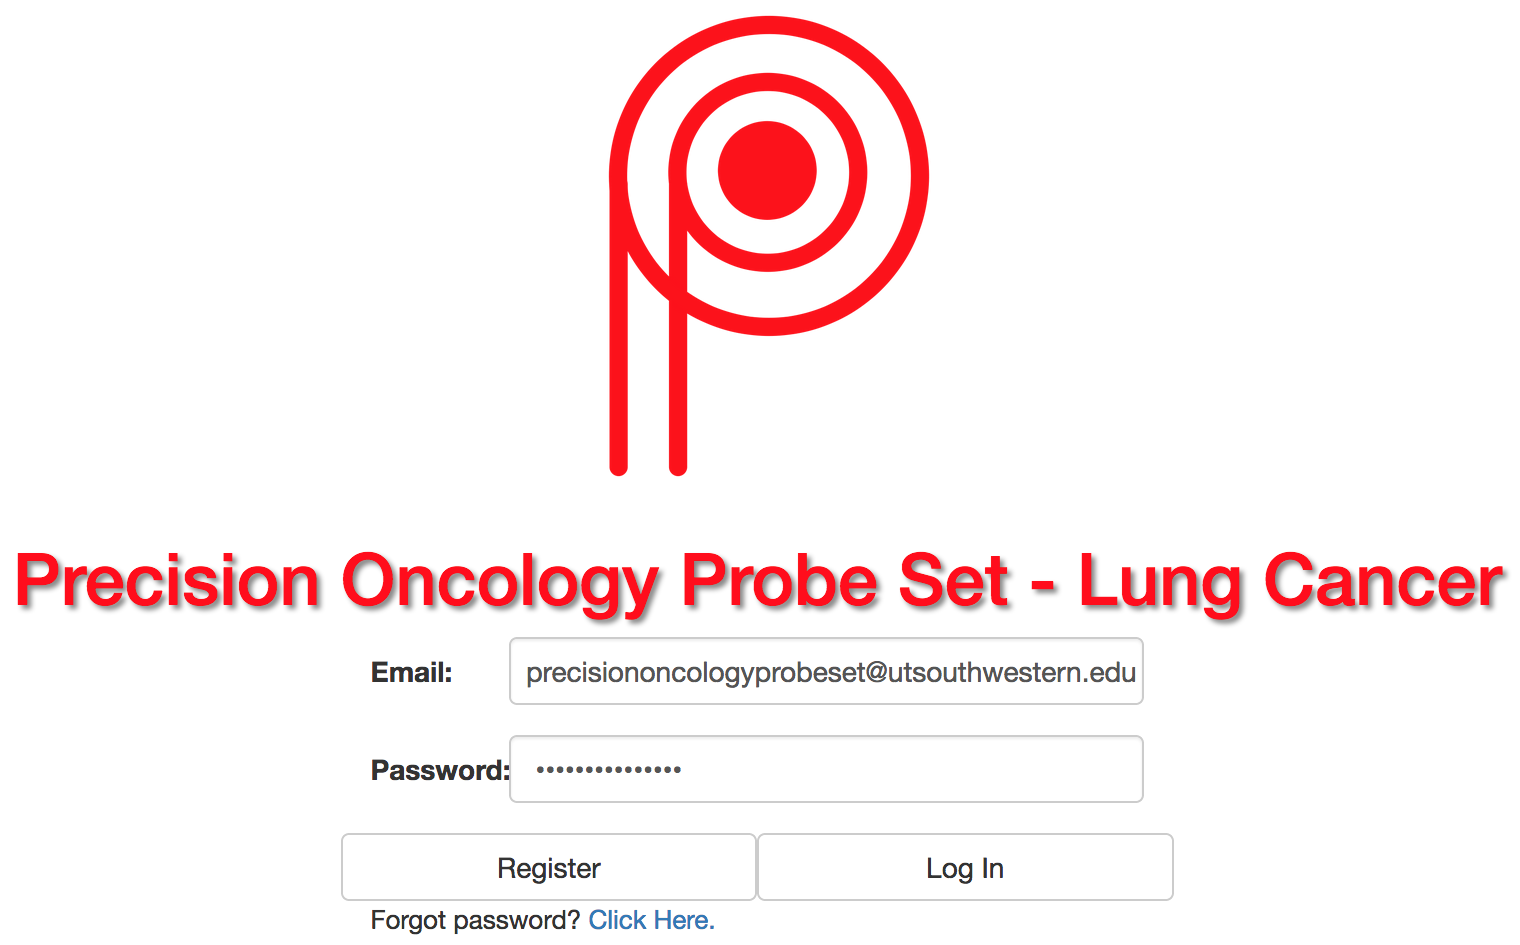 Precision Oncology Probe Set - Lung Cancer
Email: precisiononcologyprobeset@utsouthwestern.edu
Password: •••••••••••••••
Register Log In
Forgot password? Click Here.